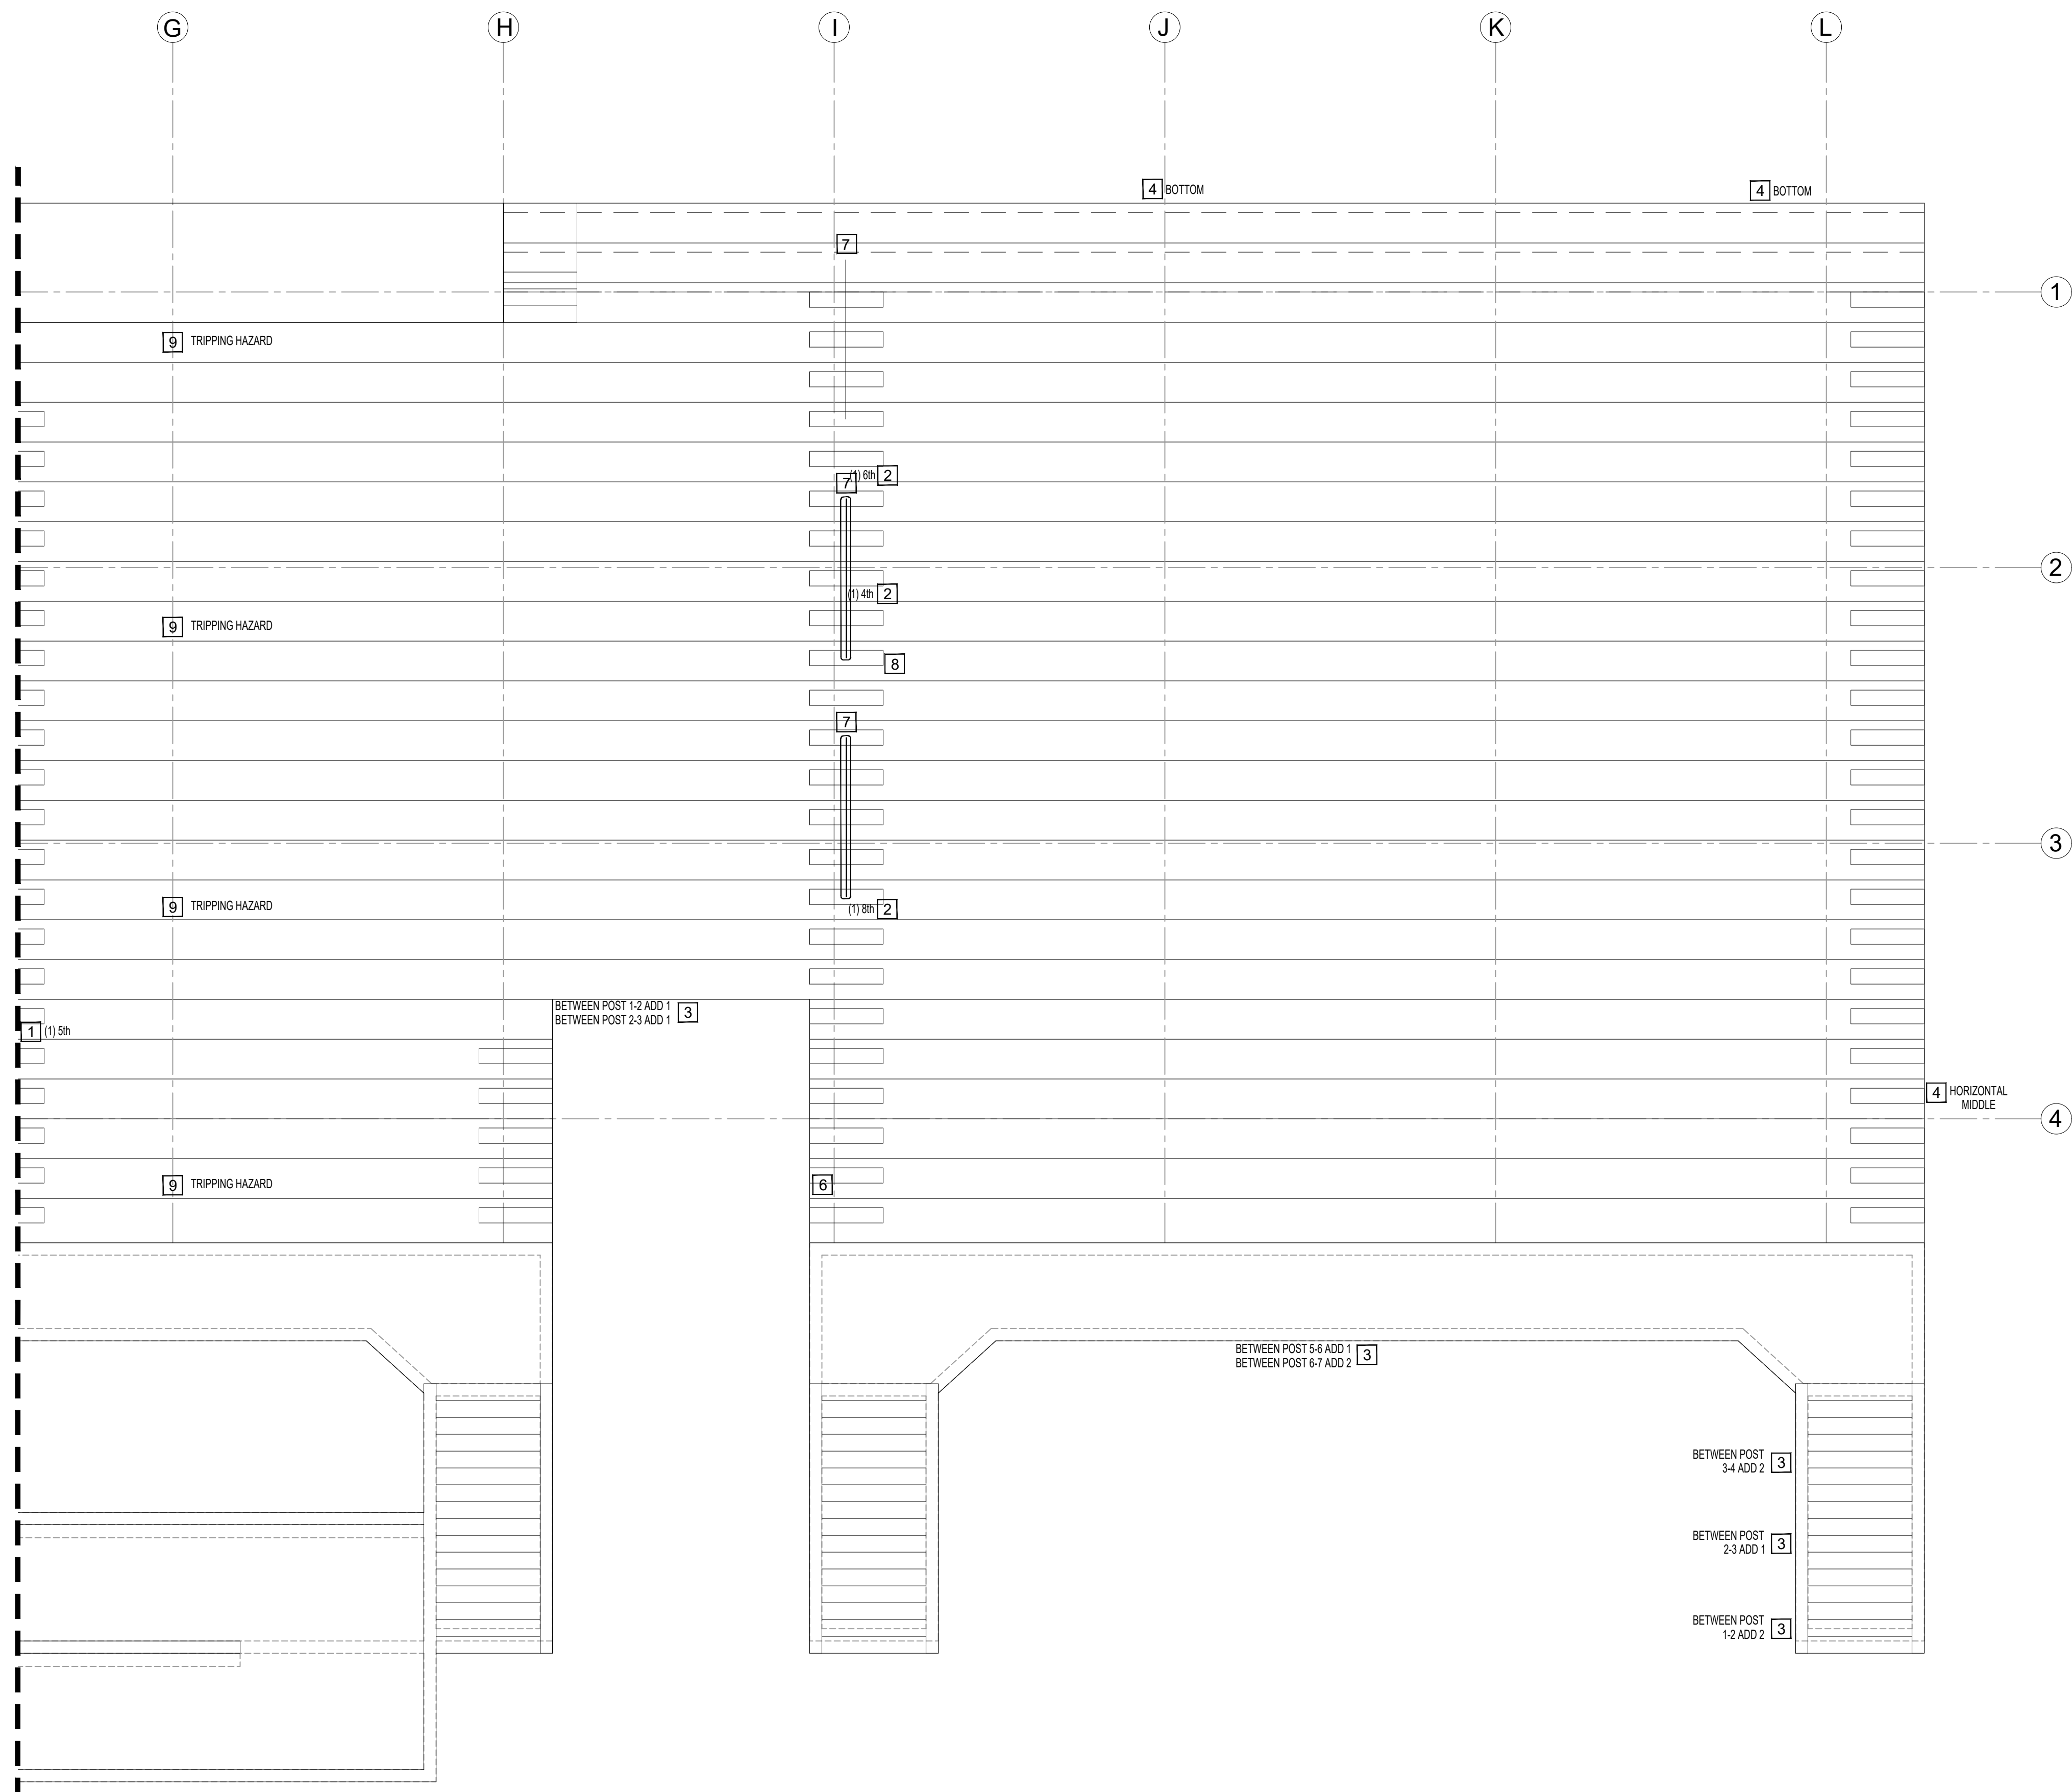 G H I J K L
4 BOTTOM
4 BOTTOM
7
1
9 TRIPPING HAZARD
(1) 6th 2
7
2
(1) 4th 2
9 TRIPPING HAZARD
8
7
3
9 TRIPPING HAZARD
(1) 8th 2
BETWEEN POST 1-2 ADD 1
BETWEEN POST 2-3 ADD 1
3
1 (1) 5th
4 HORIZONTAL
MIDDLE
4
9 TRIPPING HAZARD
6
BETWEEN POST 5-6 ADD 1
BETWEEN POST 6-7 ADD 2
3
BETWEEN POST
3-4 ADD 2
3
BETWEEN POST
2-3 ADD 1
3
BETWEEN POST
1-2 ADD 2
3